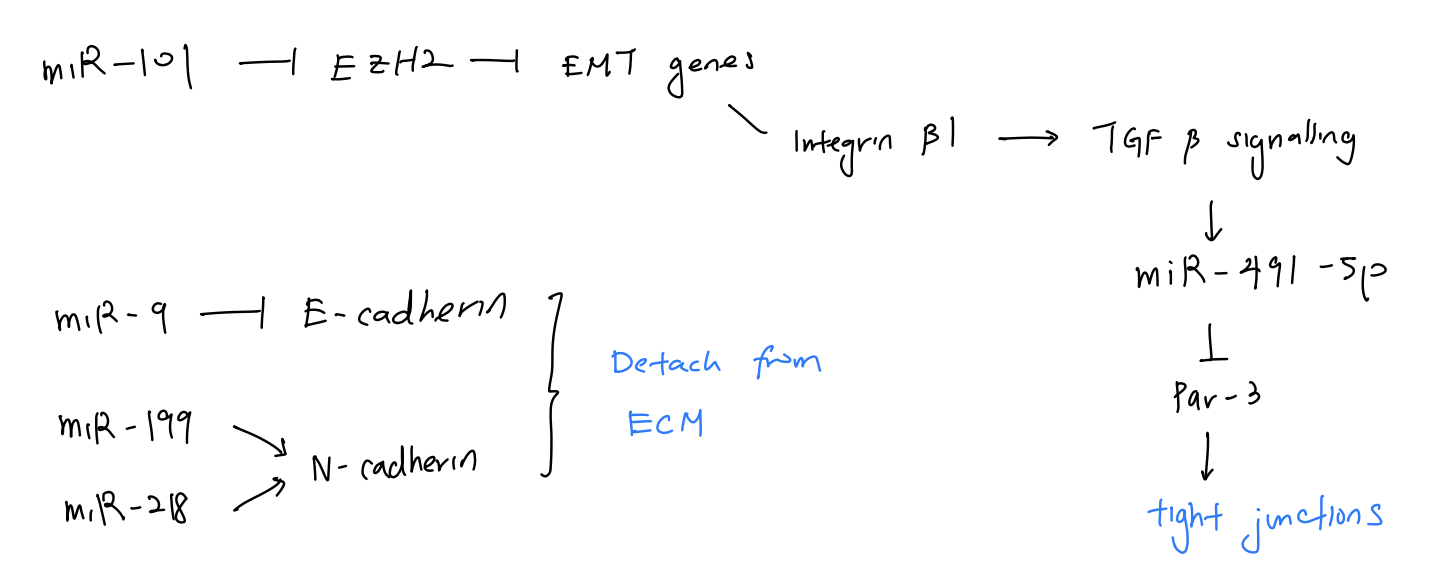 miR-101 ⊣ EZH2 ⊣ EMT genes
Integrin β1 → TGF β signalling
↓
miR-491-5p
⊥
Par-3
↓
tight junctions
miR-9 ⊣ E-cadherin
miR-199
miR-218
N-cadherin
Detach from
ECM